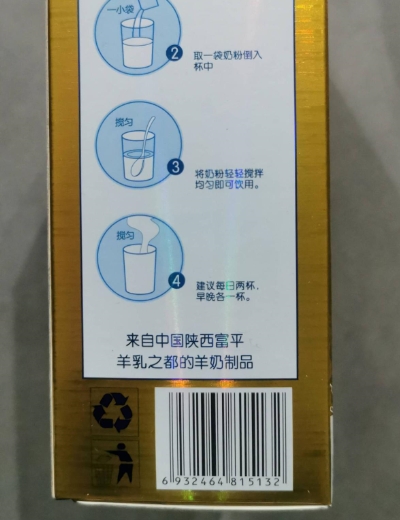 一小袋
2
取一袋奶粉倒入
杯中
搅匀
3
将奶粉轻轻搅拌
均匀即可饮用。
搅匀
4
建议每日两杯，
早晚各一杯。
来自中国陕西富平
羊乳之都的羊奶制品
6 932464 815132